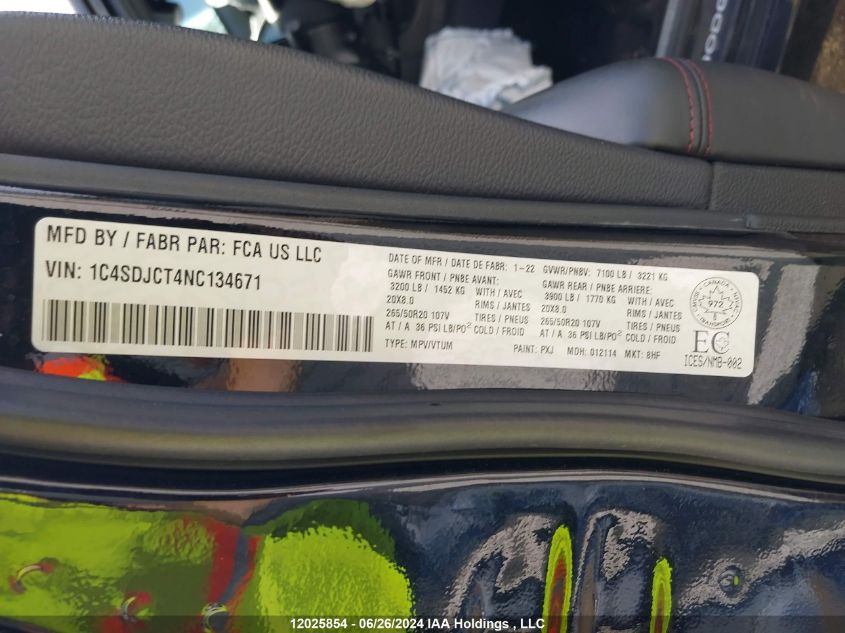 MFD BY / FABR PAR: FCA US LLC
VIN: 1C4SDJCT4NC134671
DATE OF MFR / DATE DE FABR: 1-22 GVWR/PNBV: 7100 LB / 3221 KG
GAWR FRONT / PNBE AVANT:
3200 LB / 1452 KG WITH / AVEC
20X8.0 RIMS / JANTES
265/50R20 107V TIRES / PNEUS
AT / A 36 PSI LB/PO² COLD / FROID
GAWR REAR / PNBE ARRIERE:
3900 LB / 1770 KG WITH / AVEC
20X8.0 RIMS / JANTES
265/50R20 107V TIRES / PNEUS
AT / A 36 PSI LB/PO² COLD / FROID
TYPE: MPV/VTUM PAINT: PXJ MDH: 012114 MKT: 8HF
CANADA
972
TRANSPORT
EC
ICES/NMB-002
12025854 - 06/26/2024 IAA Holdings , LLC